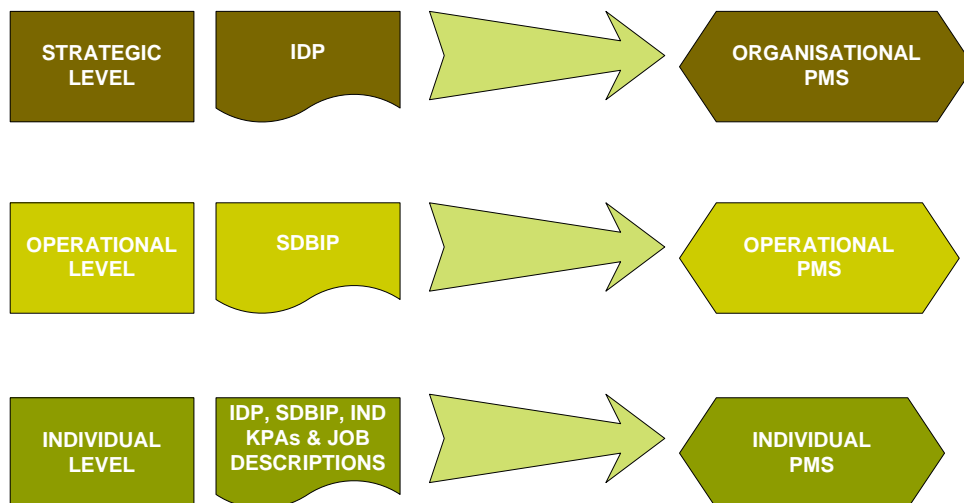 STRATEGIC
LEVEL
IDP
ORGANISATIONAL
PMS
OPERATIONAL
LEVEL
SDBIP
OPERATIONAL
PMS
INDIVIDUAL
LEVEL
IDP, SDBIP, IND
KPAs & JOB
DESCRIPTIONS
INDIVIDUAL
PMS